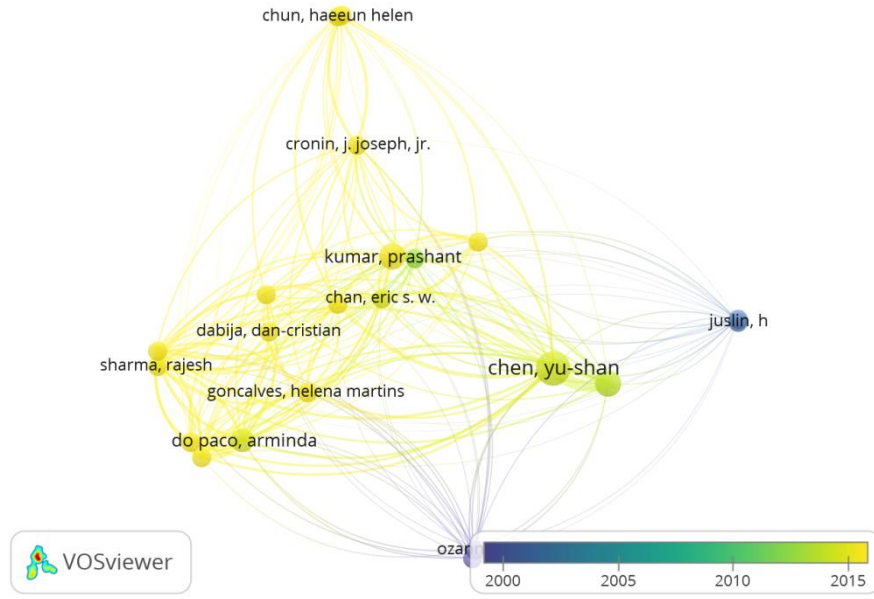 chun, haeeun helen
cronin, j. joseph, jr.
kumar, prashant
chan, eric s. w.
juslin, h
dabija, dan-cristian
sharma, rajesh
chen, yu-shan
goncalves, helena martins
do paco, arminda
VOSviewer
2000 2005 2010 2015